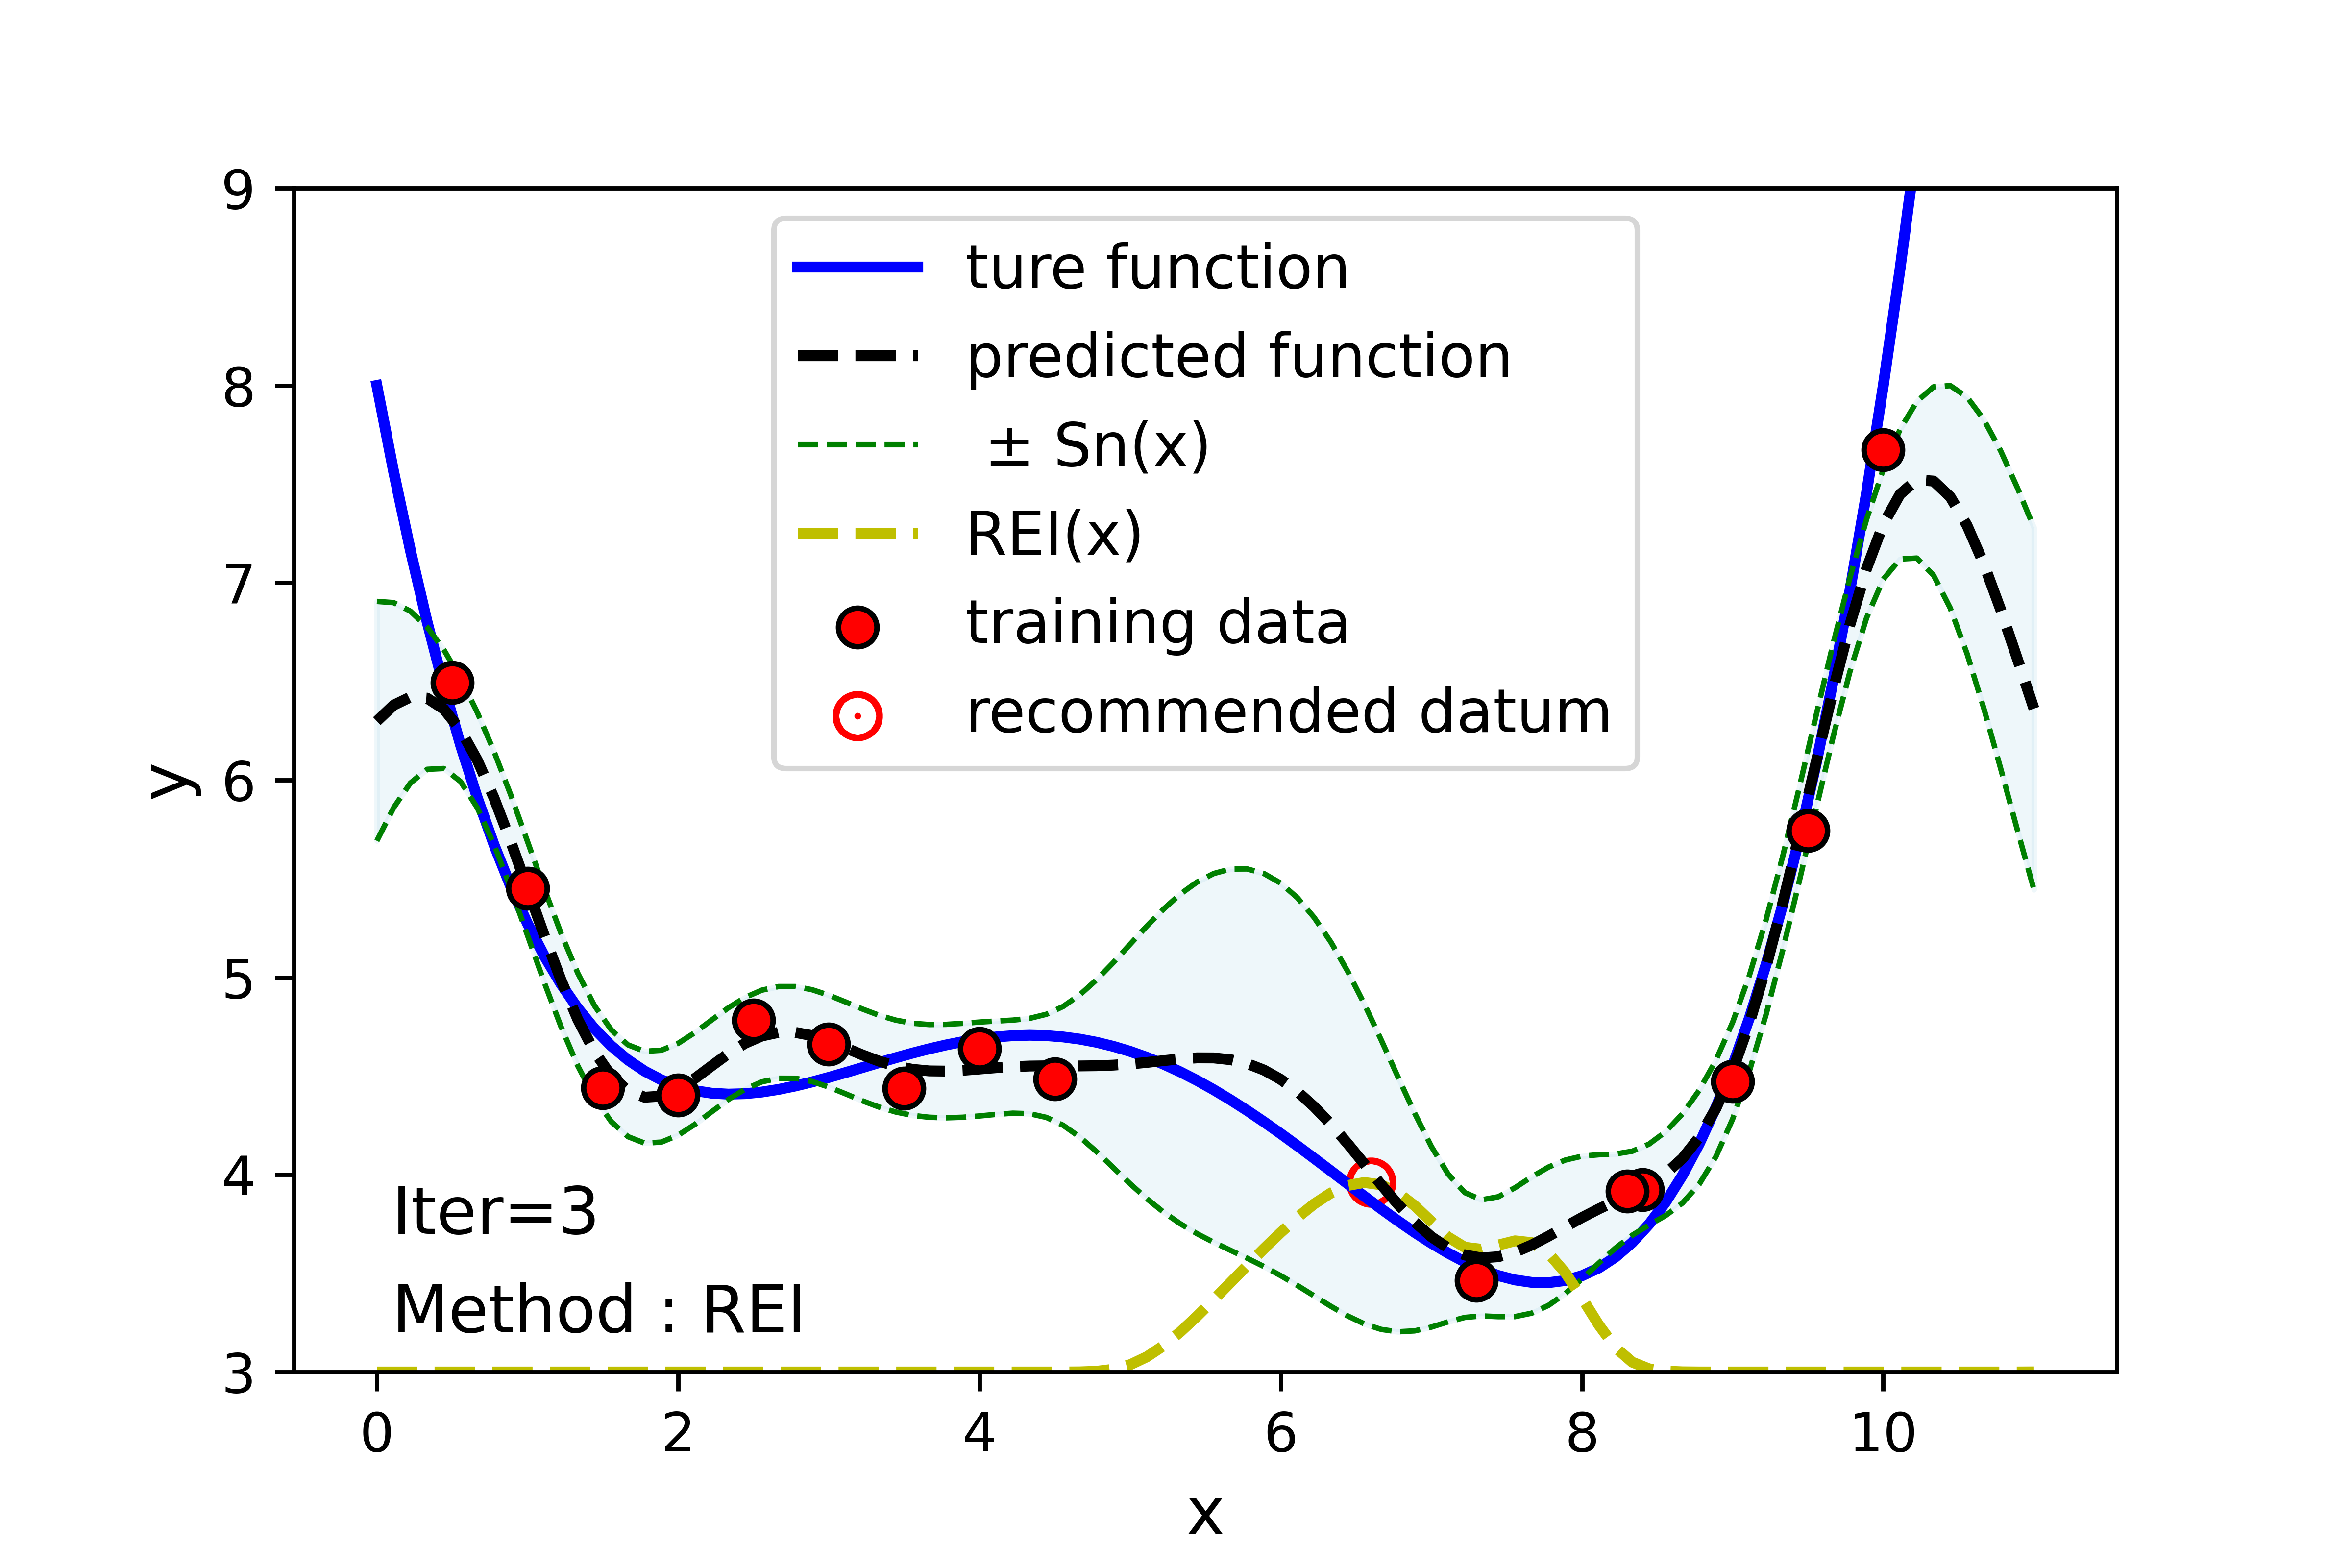 9
8
7
6
5
4
3
y
ture function
predicted function
± Sn(x)
REI(x)
training data
recommended datum
Iter=3
Method : REI
0 2 4 6 8 10
x